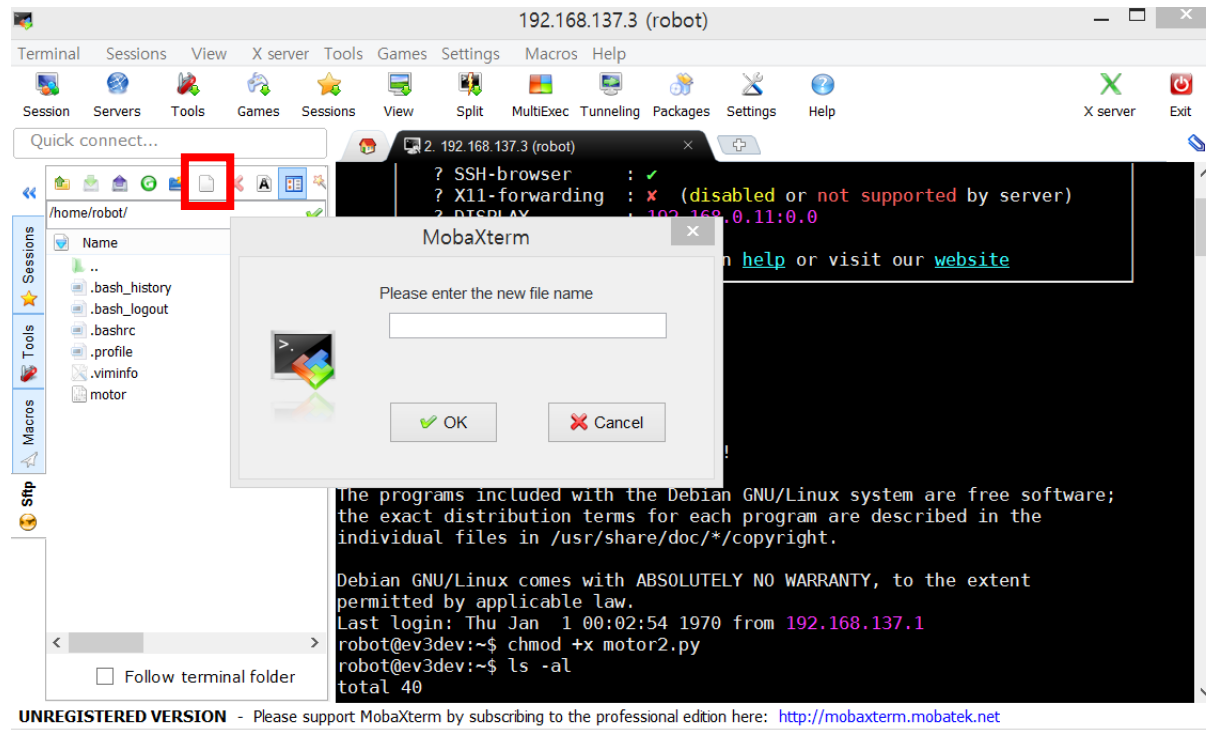 192.168.137.3 (robot)
Terminal Sessions View X server Tools Games Settings Macros Help
Session Servers Tools Games Sessions View Split MultiExec Tunneling Packages Settings Help X server Exit
Quick connect...
2. 192.168.137.3 (robot)
/home/robot/
Name
..
.bash_history
.bash_logout
.bashrc
.profile
.viminfo
motor
Sessions
Tools
Macros
Sftp
Follow terminal folder
? SSH-browser : ✔
? X11-forwarding : ✘ (disabled or not supported by server)
? DISPLAY : 192.168.0.11:0.0
n help or visit our website
MobaXterm
Please enter the new file name
OK
Cancel
!
The programs included with the Debian GNU/Linux system are free software;
the exact distribution terms for each program are described in the
individual files in /usr/share/doc/*/copyright.
Debian GNU/Linux comes with ABSOLUTELY NO WARRANTY, to the extent
permitted by applicable law.
Last login: Thu Jan 1 00:02:54 1970 from 192.168.137.1
robot@ev3dev:~$ chmod +x motor2.py
robot@ev3dev:~$ ls -al
total 40
UNREGISTERED VERSION - Please support MobaXterm by subscribing to the professional edition here: http://mobaxterm.mobatek.net